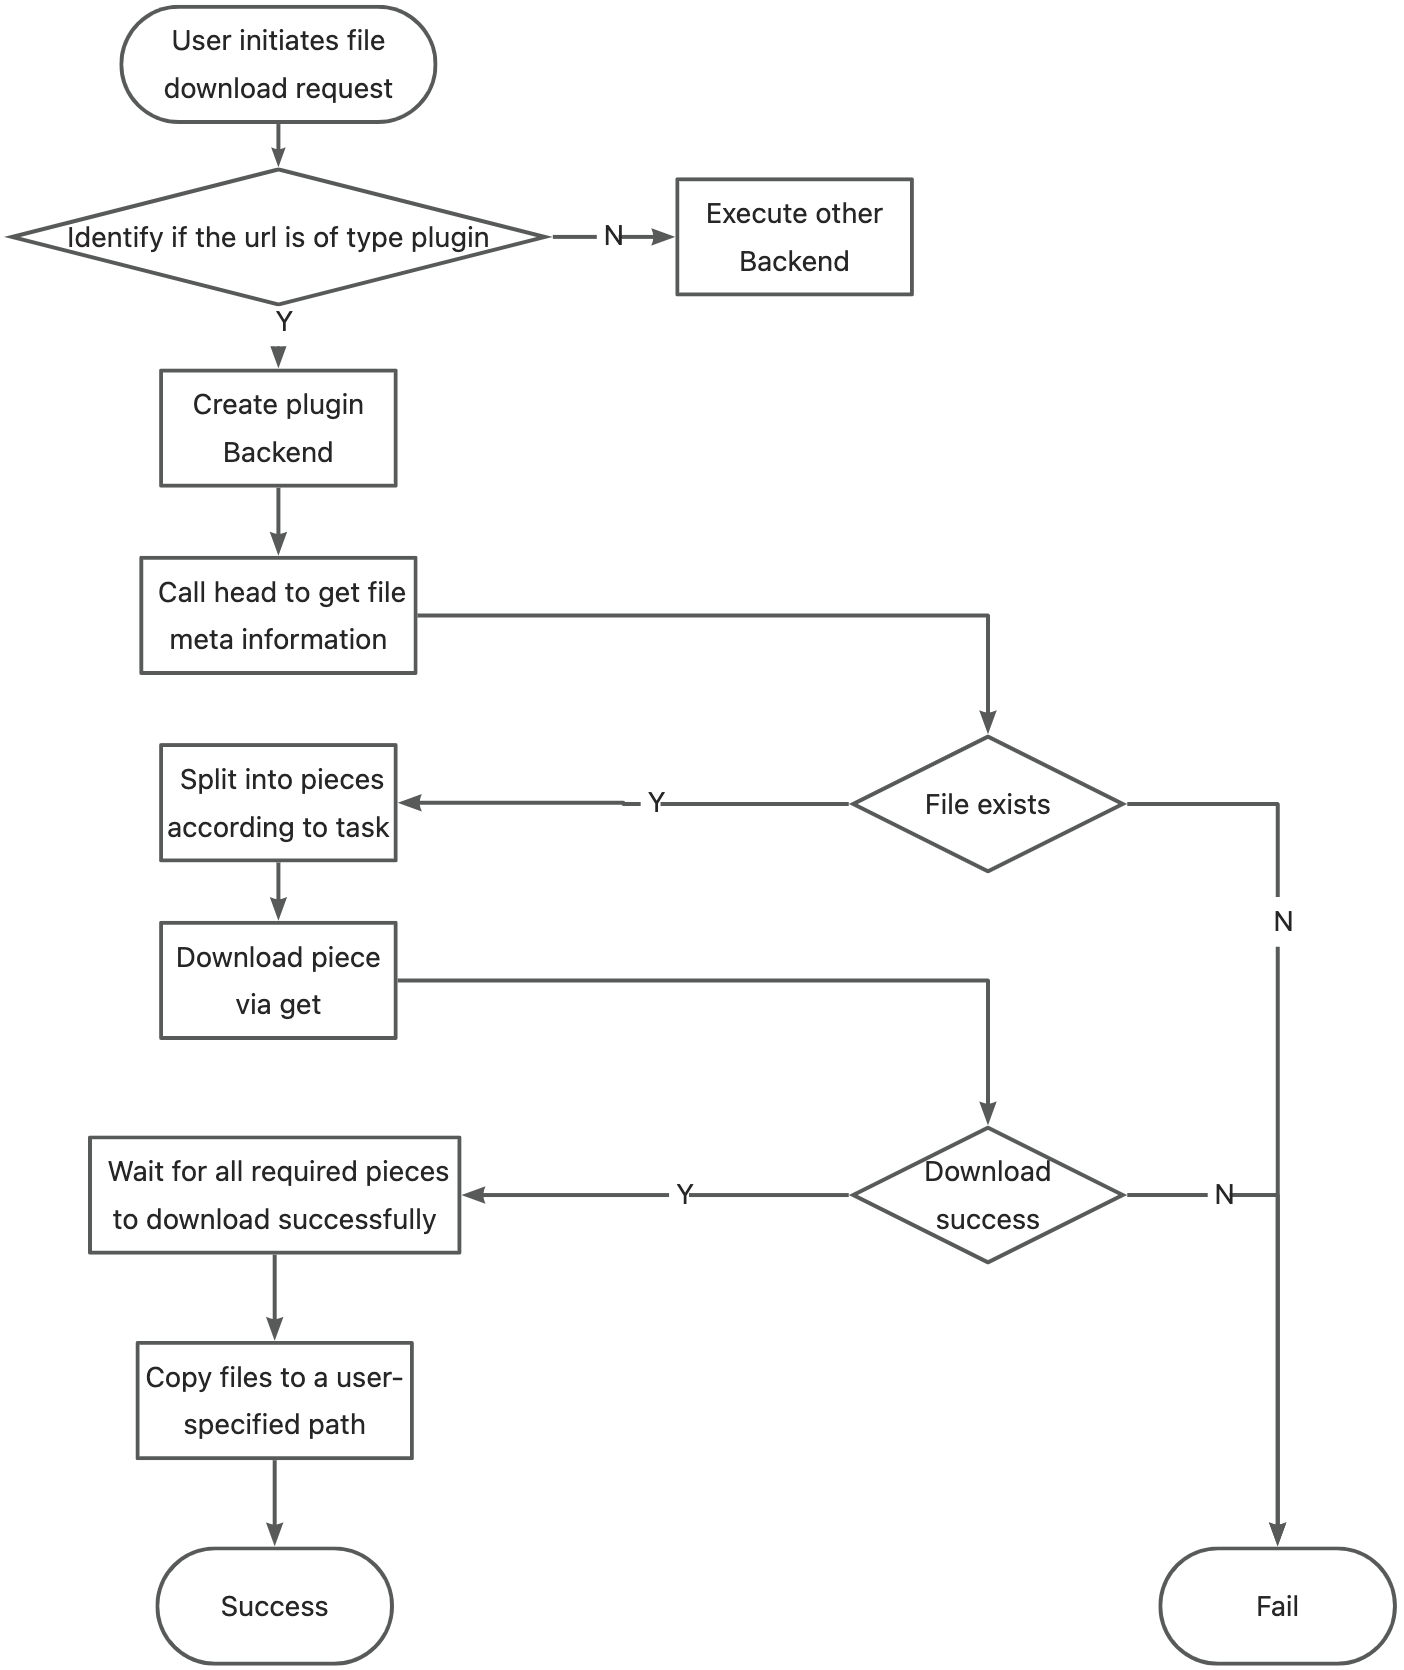 User initiates file
download request
Identify if the url is of type plugin
N
Execute other
Backend
Y
Create plugin
Backend
Call head to get file
meta information
Split into pieces
according to task
Y
File exists
N
Download piece
via get
Wait for all required pieces
to download successfully
Y
Download
success
N
Copy files to a user-
specified path
Success
Fail